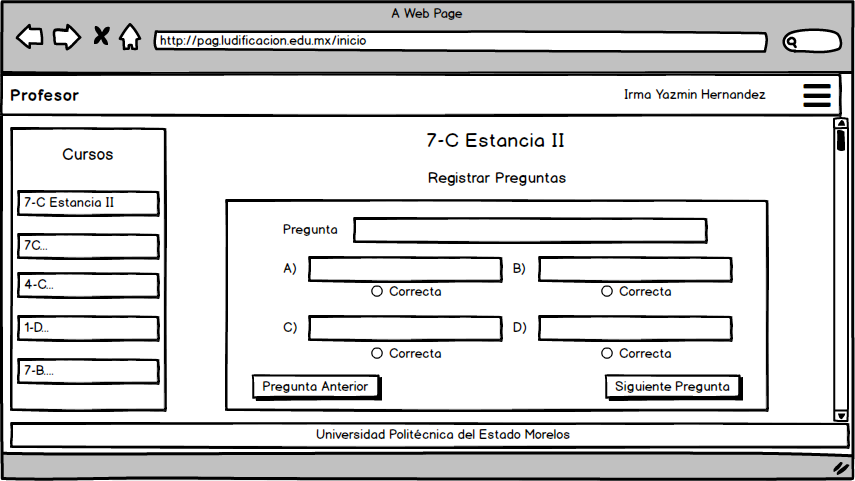 A Web Page
http://pag.ludificacion.edu.mx/inicio
Profesor
Irma Yazmin Hernandez
Cursos
7-C Estancia II
7C...
4-C...
1-D...
7-B....
7-C Estancia II
Registrar Preguntas
Pregunta
A)
B)
Correcta
Correcta
C)
D)
Correcta
Correcta
Pregunta Anterior
Siguiente Pregunta
Universidad Politécnica del Estado Morelos